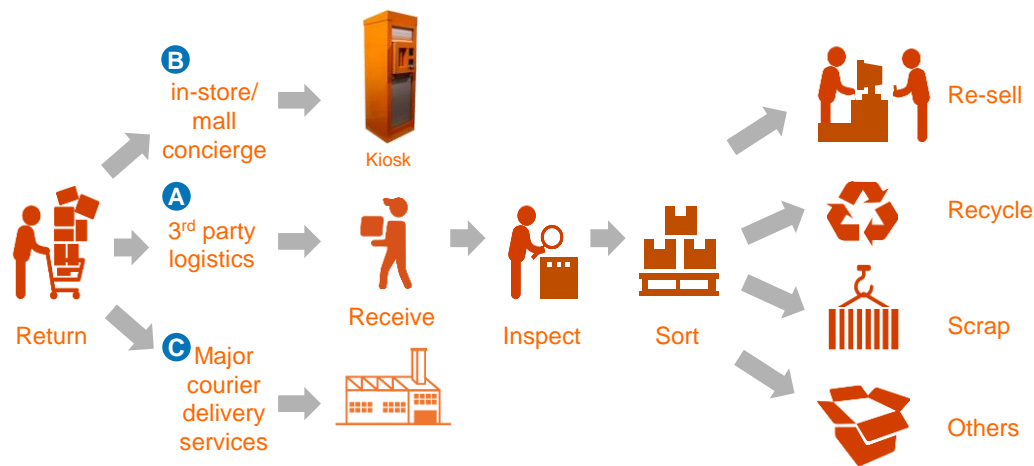 B
in-store/
mall
concierge
Kiosk
A
3rd party
logistics
Return
Receive
Inspect
Sort
C
Major
courier
delivery
services
Re-sell
Recycle
Scrap
Others